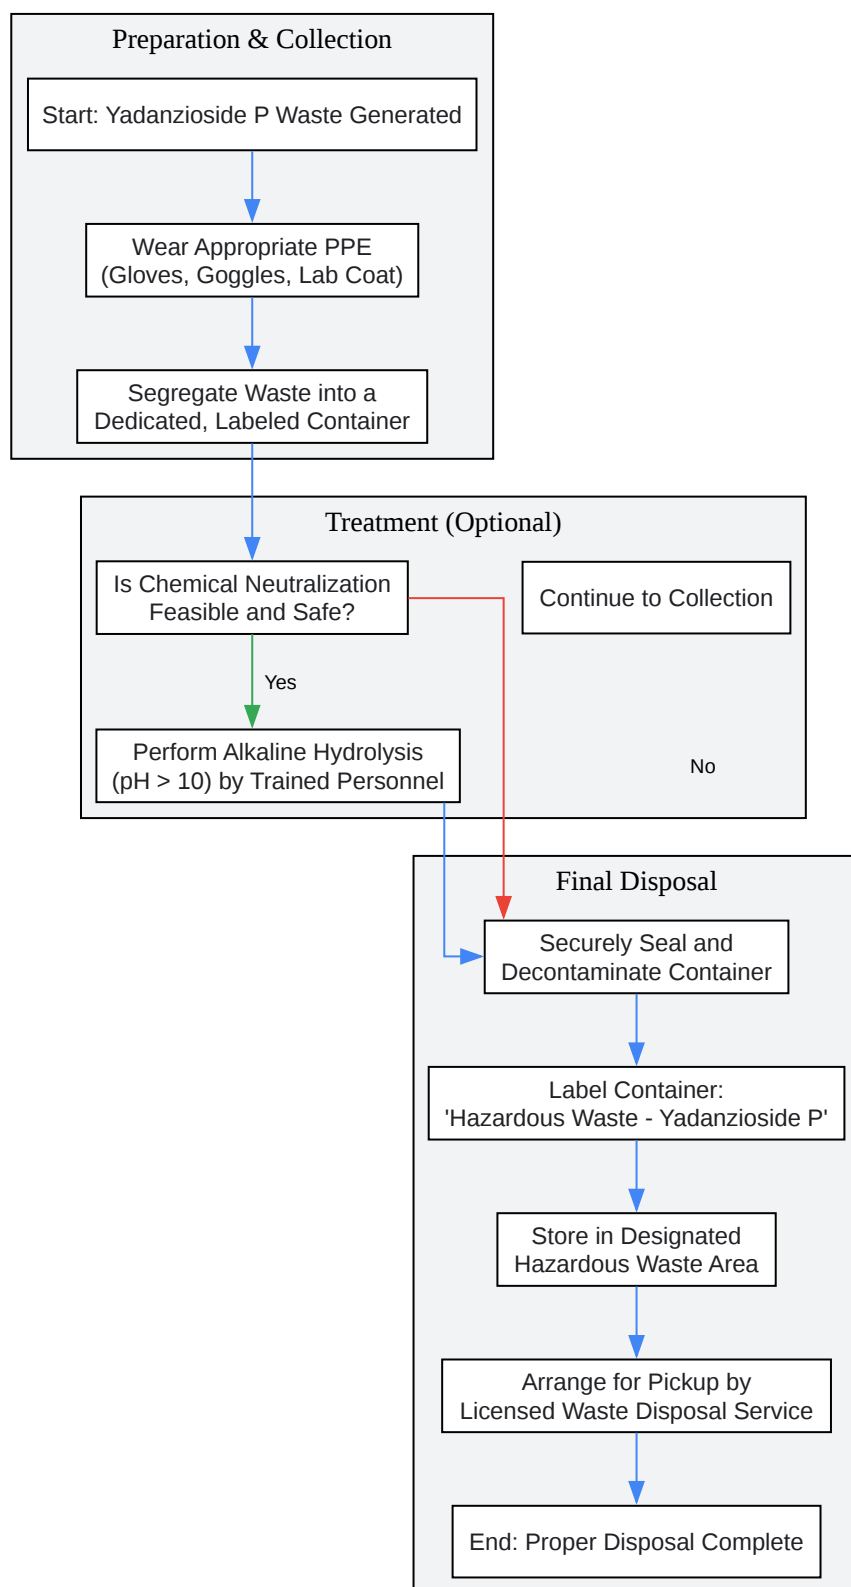 Preparation & Collection
Start: Yadanzioside P Waste Generated
Wear Appropriate PPE
(Gloves, Goggles, Lab Coat)
Segregate Waste into a
Dedicated, Labeled Container
Treatment (Optional)
Is Chemical Neutralization
Feasible and Safe?
Continue to Collection
Yes
Perform Alkaline Hydrolysis
(pH > 10) by Trained Personnel
No
Final Disposal
Securely Seal and
Decontaminate Container
Label Container:
'Hazardous Waste - Yadanzioside P'
Store in Designated
Hazardous Waste Area
Arrange for Pickup by
Licensed Waste Disposal Service
End: Proper Disposal Complete